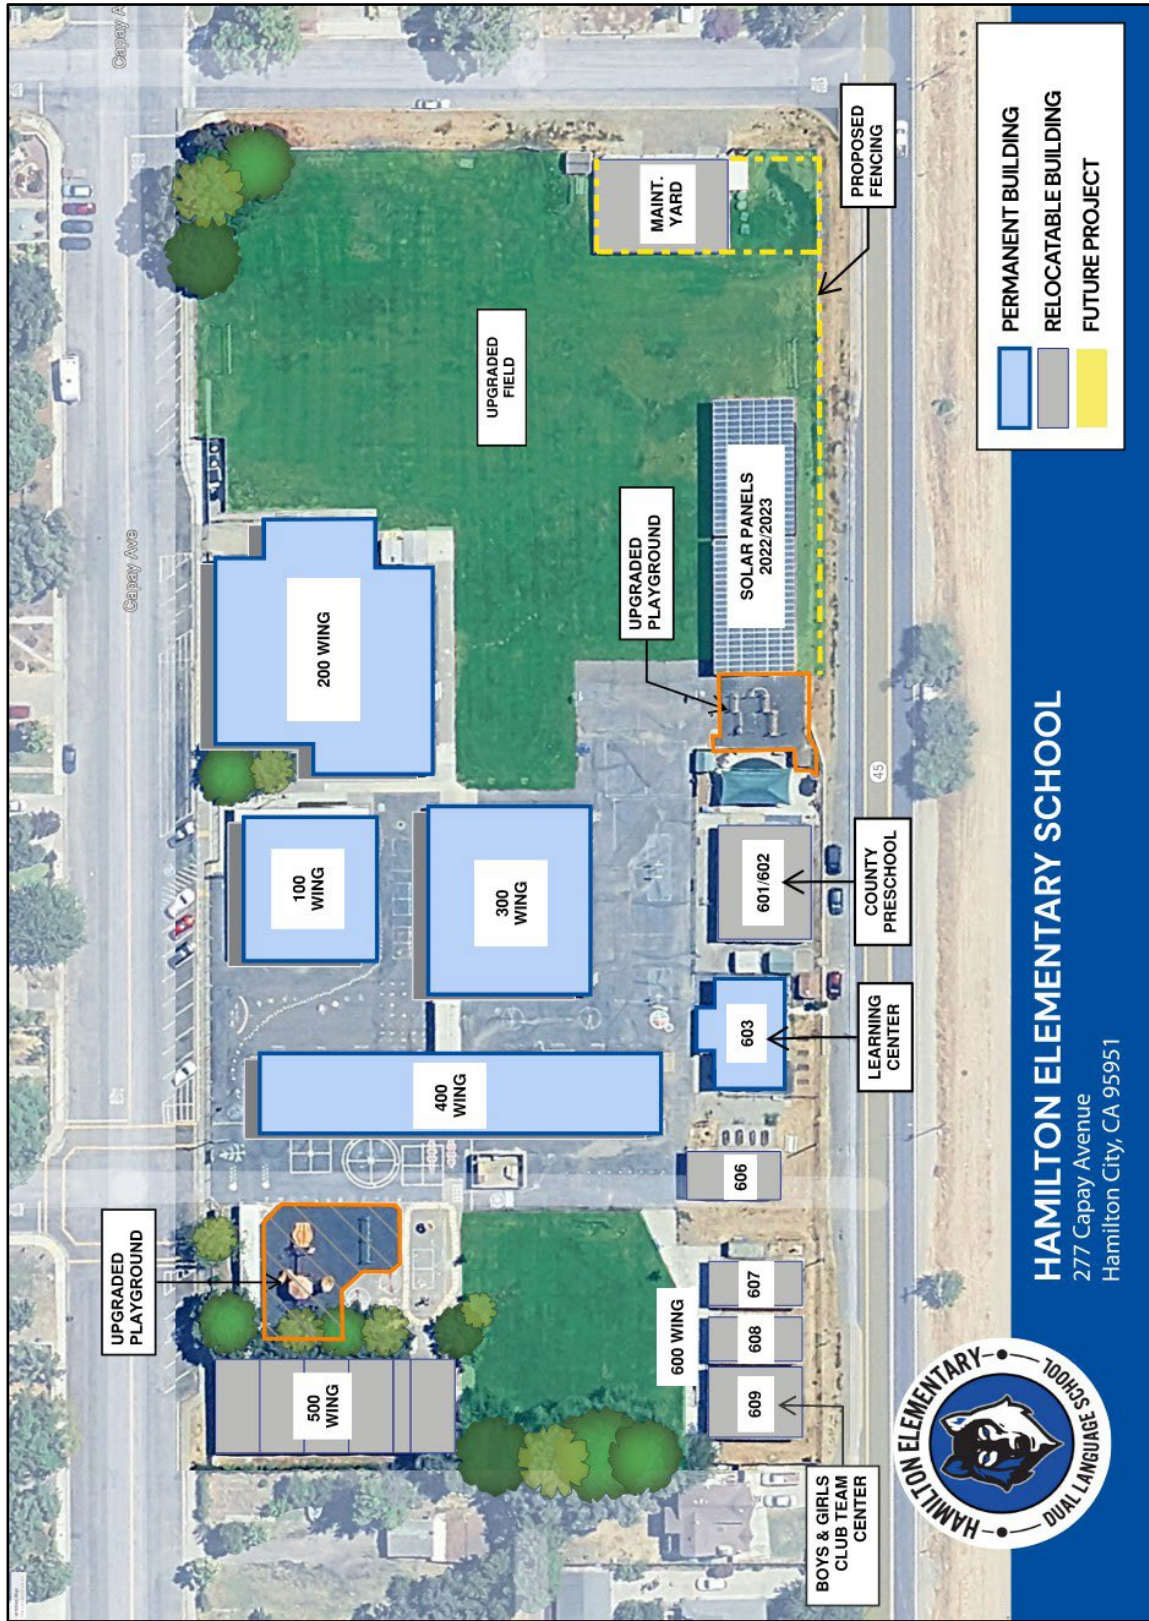 Capay A
Capay Ave
UPGRADED
PLAYGROUND
500
WING
400
WING
100
WING
300
WING
200 WING
UPGRADED
FIELD
MAINT.
YARD
UPGRADED
PLAYGROUND
SOLAR PANELS
2022/2023
PROPOSED
FENCING
600 WING
609
608
607
606
603
601/602
BOYS & GIRLS
CLUB TEAM
CENTER
LEARNING
CENTER
COUNTY
PRESCHOOL
45
HAMILTON ELEMENTARY
DUAL LANGUAGE SCHOOL
HAMILTON ELEMENTARY SCHOOL
277 Capay Avenue
Hamilton City, CA 95951
PERMANENT BUILDING
RELOCATABLE BUILDING
FUTURE PROJECT